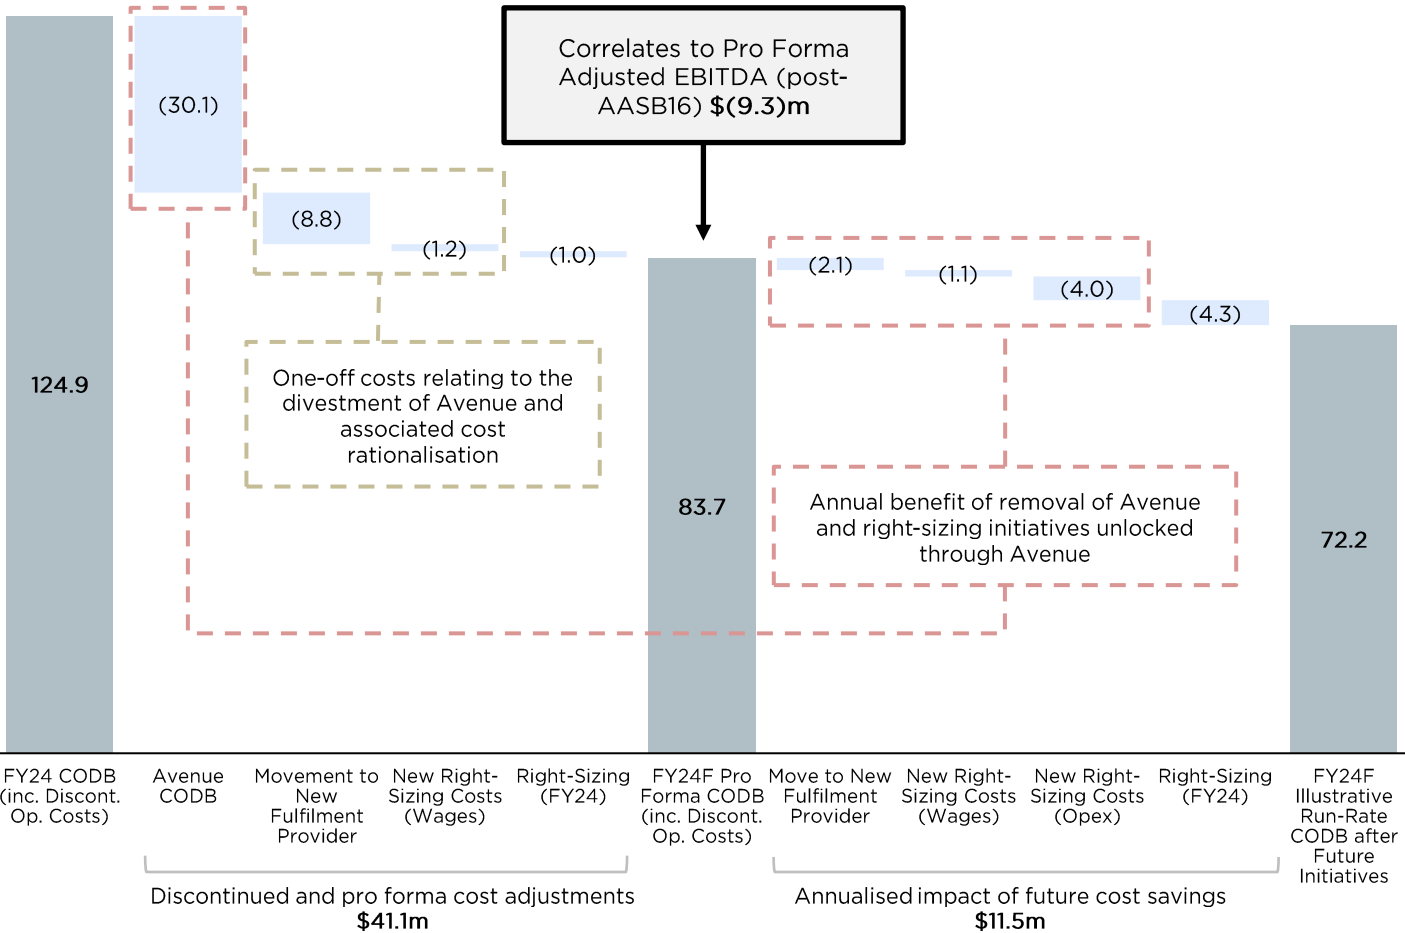 Correlates to Pro Forma
Adjusted EBITDA (post-
AASB16) $(9.3)m
(30.1)
(8.8)
(1.2)
(1.0)
(2.1)
(1.1)
(4.0)
(4.3)
124.9
One-off costs relating to the
divestment of Avenue and
associated cost
rationalisation
83.7
Annual benefit of removal of Avenue
and right-sizing initiatives unlocked
through Avenue
72.2
FY24 CODB
(inc. Discont.
Op. Costs)
Avenue
CODB
Movement to
New
Fulfilment
Provider
New Right-
Sizing Costs
(Wages)
Right-Sizing
(FY24)
FY24F Pro
Forma CODB
(inc. Discont.
Op. Costs)
Move to New
Fulfilment
Provider
New Right-
Sizing Costs
(Wages)
New Right-
Sizing Costs
(Opex)
Right-Sizing
(FY24)
FY24F
Illustrative
Run-Rate
CODB after
Future
Initiatives
Discontinued and pro forma cost adjustments
$41.1m
Annualised impact of future cost savings
$11.5m